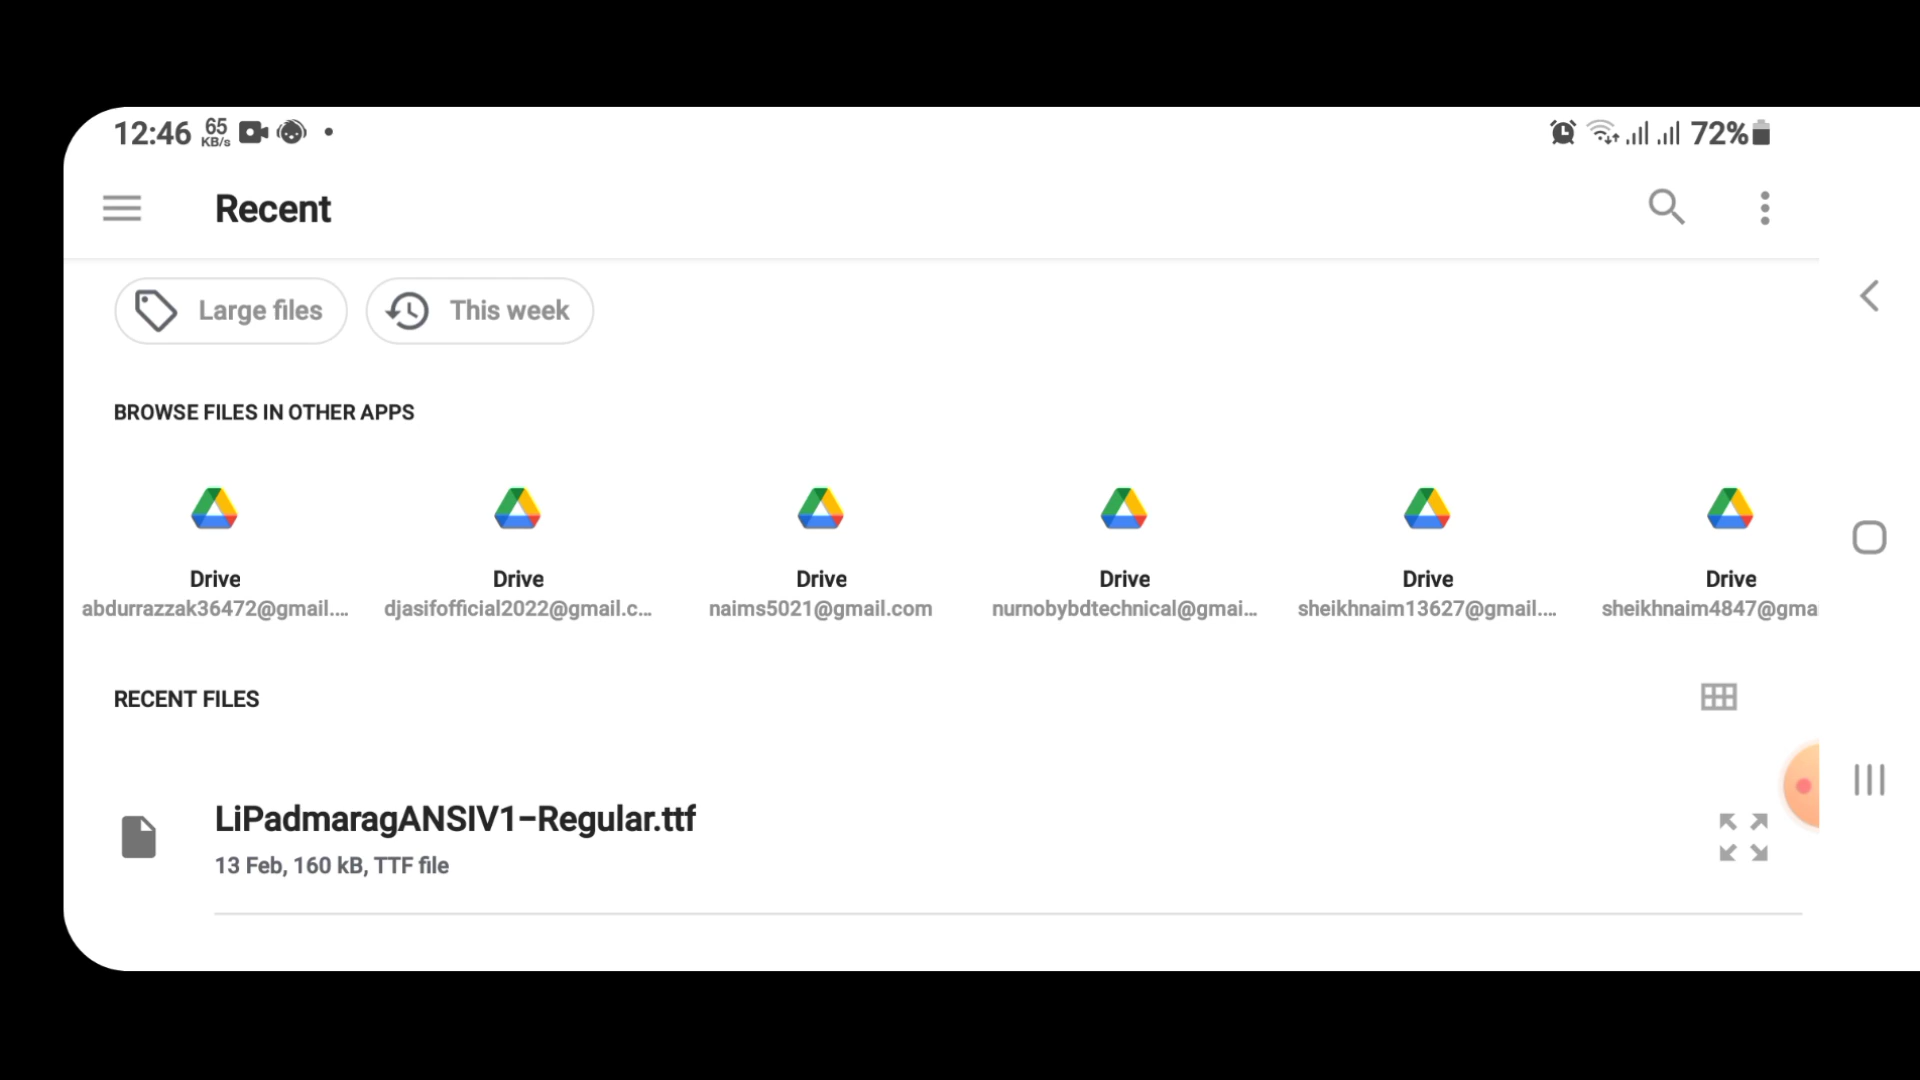 12:46 65 KB/s 72%
Recent
Large files This week
BROWSE FILES IN OTHER APPS
Drive Drive Drive Drive Drive Drive
abdurrazzak36472@gmail.... djasifofficial2022@gmail.c... naims5021@gmail.com nurnobybdtechnical@gmai... sheikhnaim13627@gmail.... sheikhnaim4847@gma
RECENT FILES
LiPadmaragANSIV1-Regular.ttf
13 Feb, 160 kB, TTF file